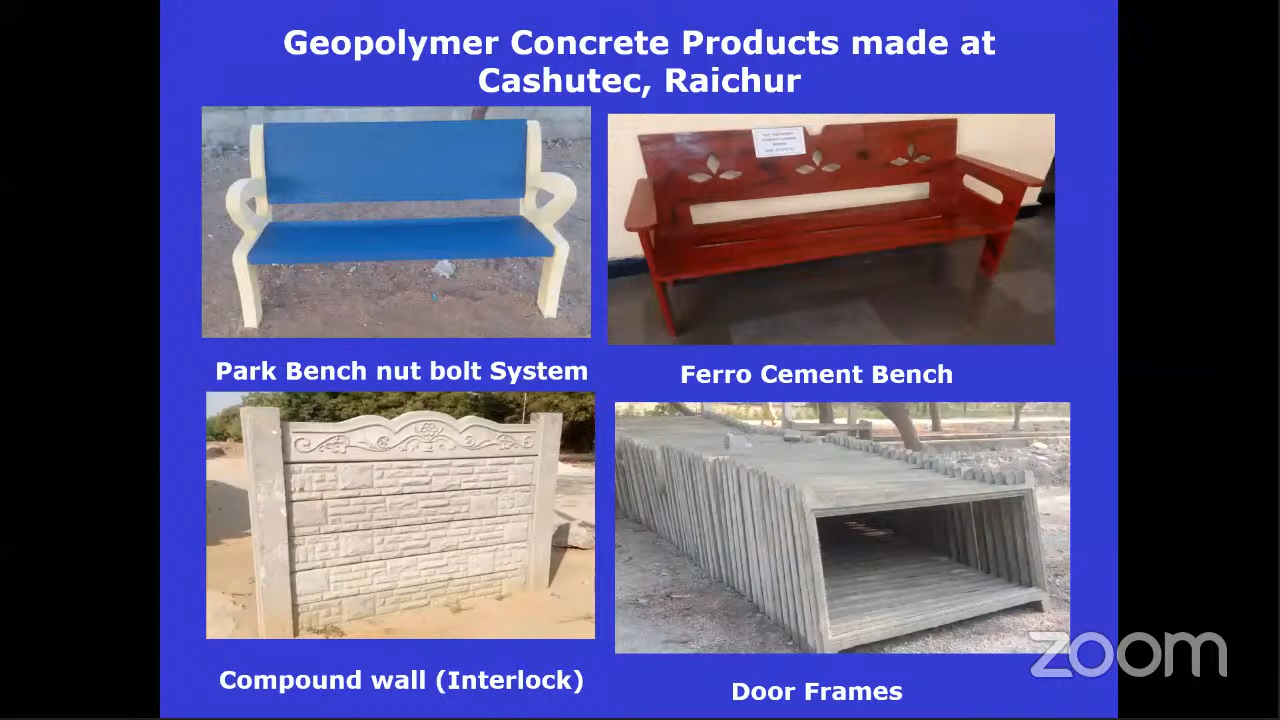 Geopolymer Concrete Products made at
Cashutec, Raichur
Park Bench nut bolt System
Ferro Cement Bench
Compound wall (Interlock)
Door Frames
zoom